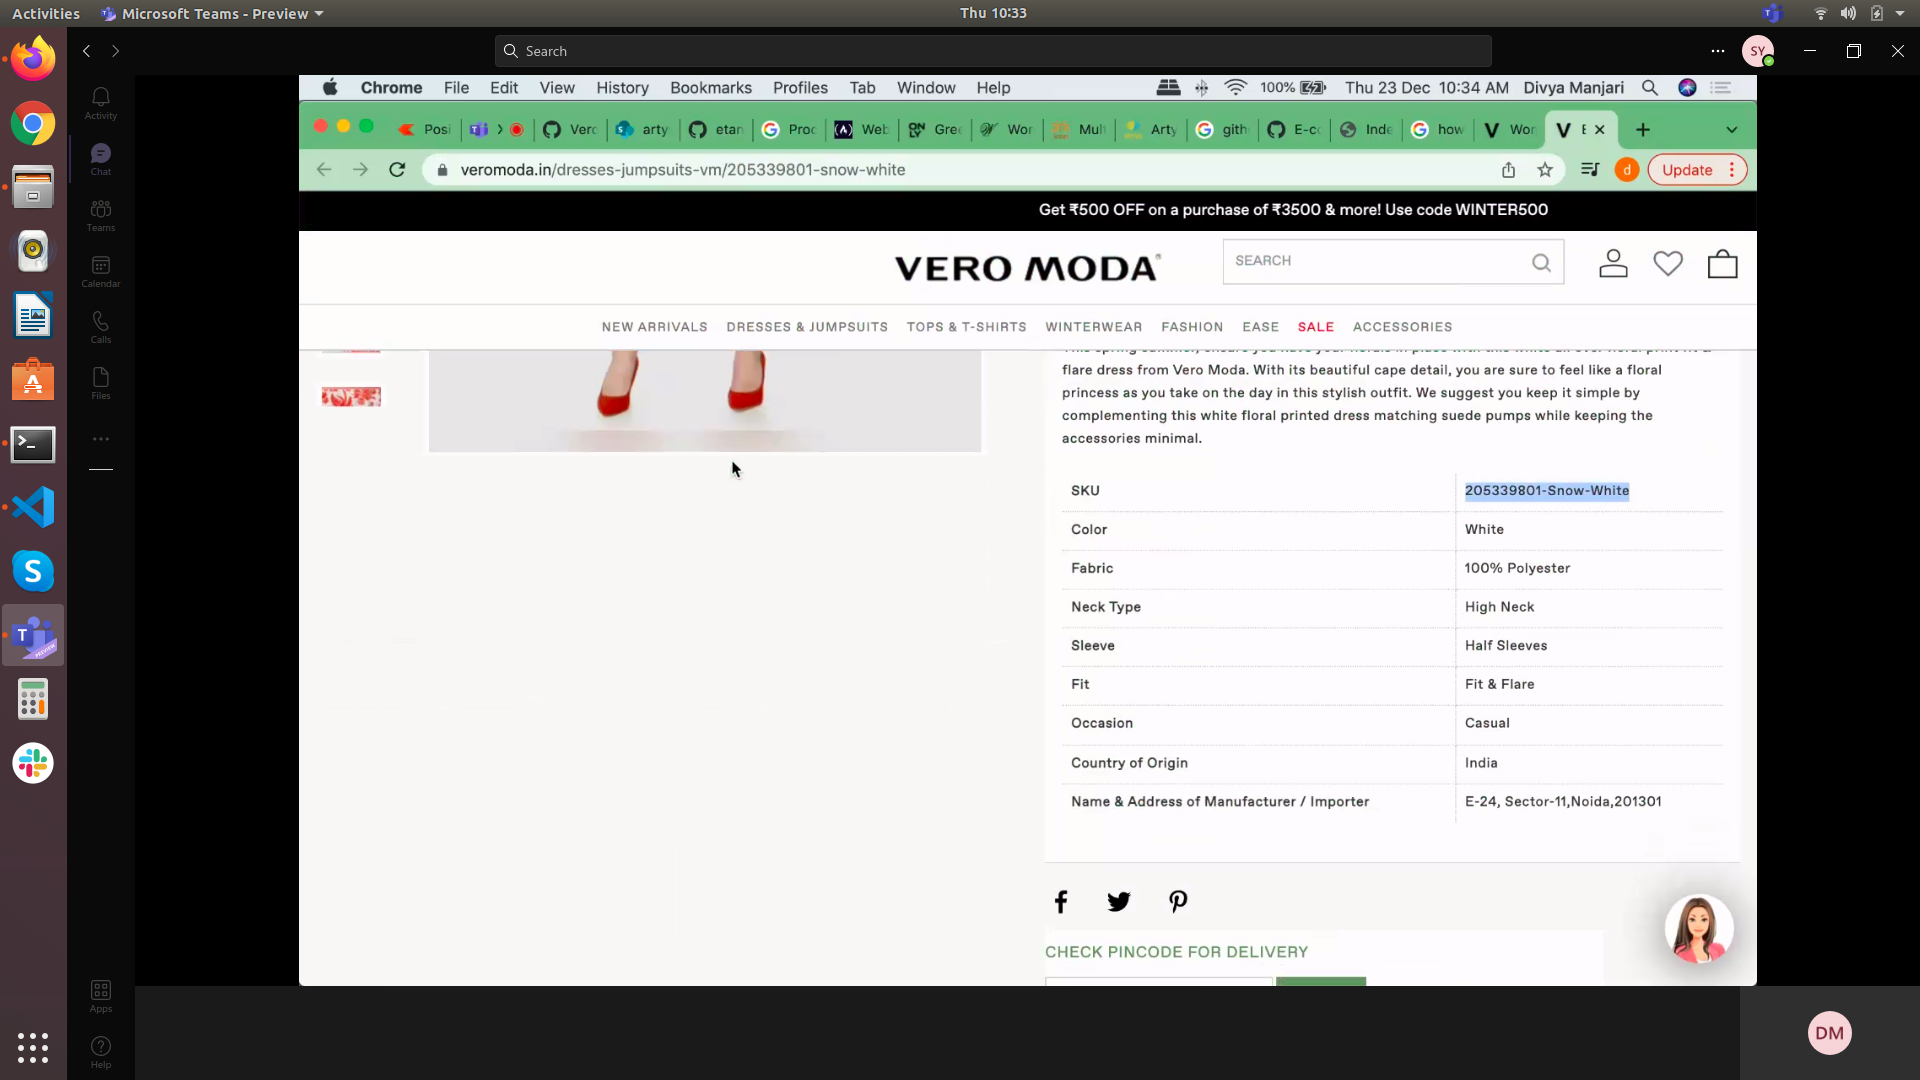 Activities Microsoft Teams - Preview Thu 10:33
Search SY
Chrome File Edit View History Bookmarks Profiles Tab Window Help 100% Thu 23 Dec 10:34 AM Divya Manjari
Posi Verc arty etan Proc Web Gree Wor Mult Arty gith E-cc Inde how Wor E
veromoda.in/dresses-jumpsuits-vm/205339801-snow-white d Update
Get ₹500 OFF on a purchase of ₹3500 & more! Use code WINTER500
VERO MODA SEARCH
NEW ARRIVALS DRESSES & JUMPSUITS TOPS & T-SHIRTS WINTERWEAR FASHION EASE SALE ACCESSORIES
flare dress from Vero Moda. With its beautiful cape detail, you are sure to feel like a floral
princess as you take on the day in this stylish outfit. We suggest you keep it simple by
complementing this white floral printed dress matching suede pumps while keeping the
accessories minimal.
SKU 205339801-Snow-White
Color White
Fabric 100% Polyester
Neck Type High Neck
Sleeve Half Sleeves
Fit Fit & Flare
Occasion Casual
Country of Origin India
Name & Address of Manufacturer / Importer E-24, Sector-11,Noida,201301
CHECK PINCODE FOR DELIVERY
Activity
Chat
Teams
Calendar
Calls
Files
Apps
Help
DM